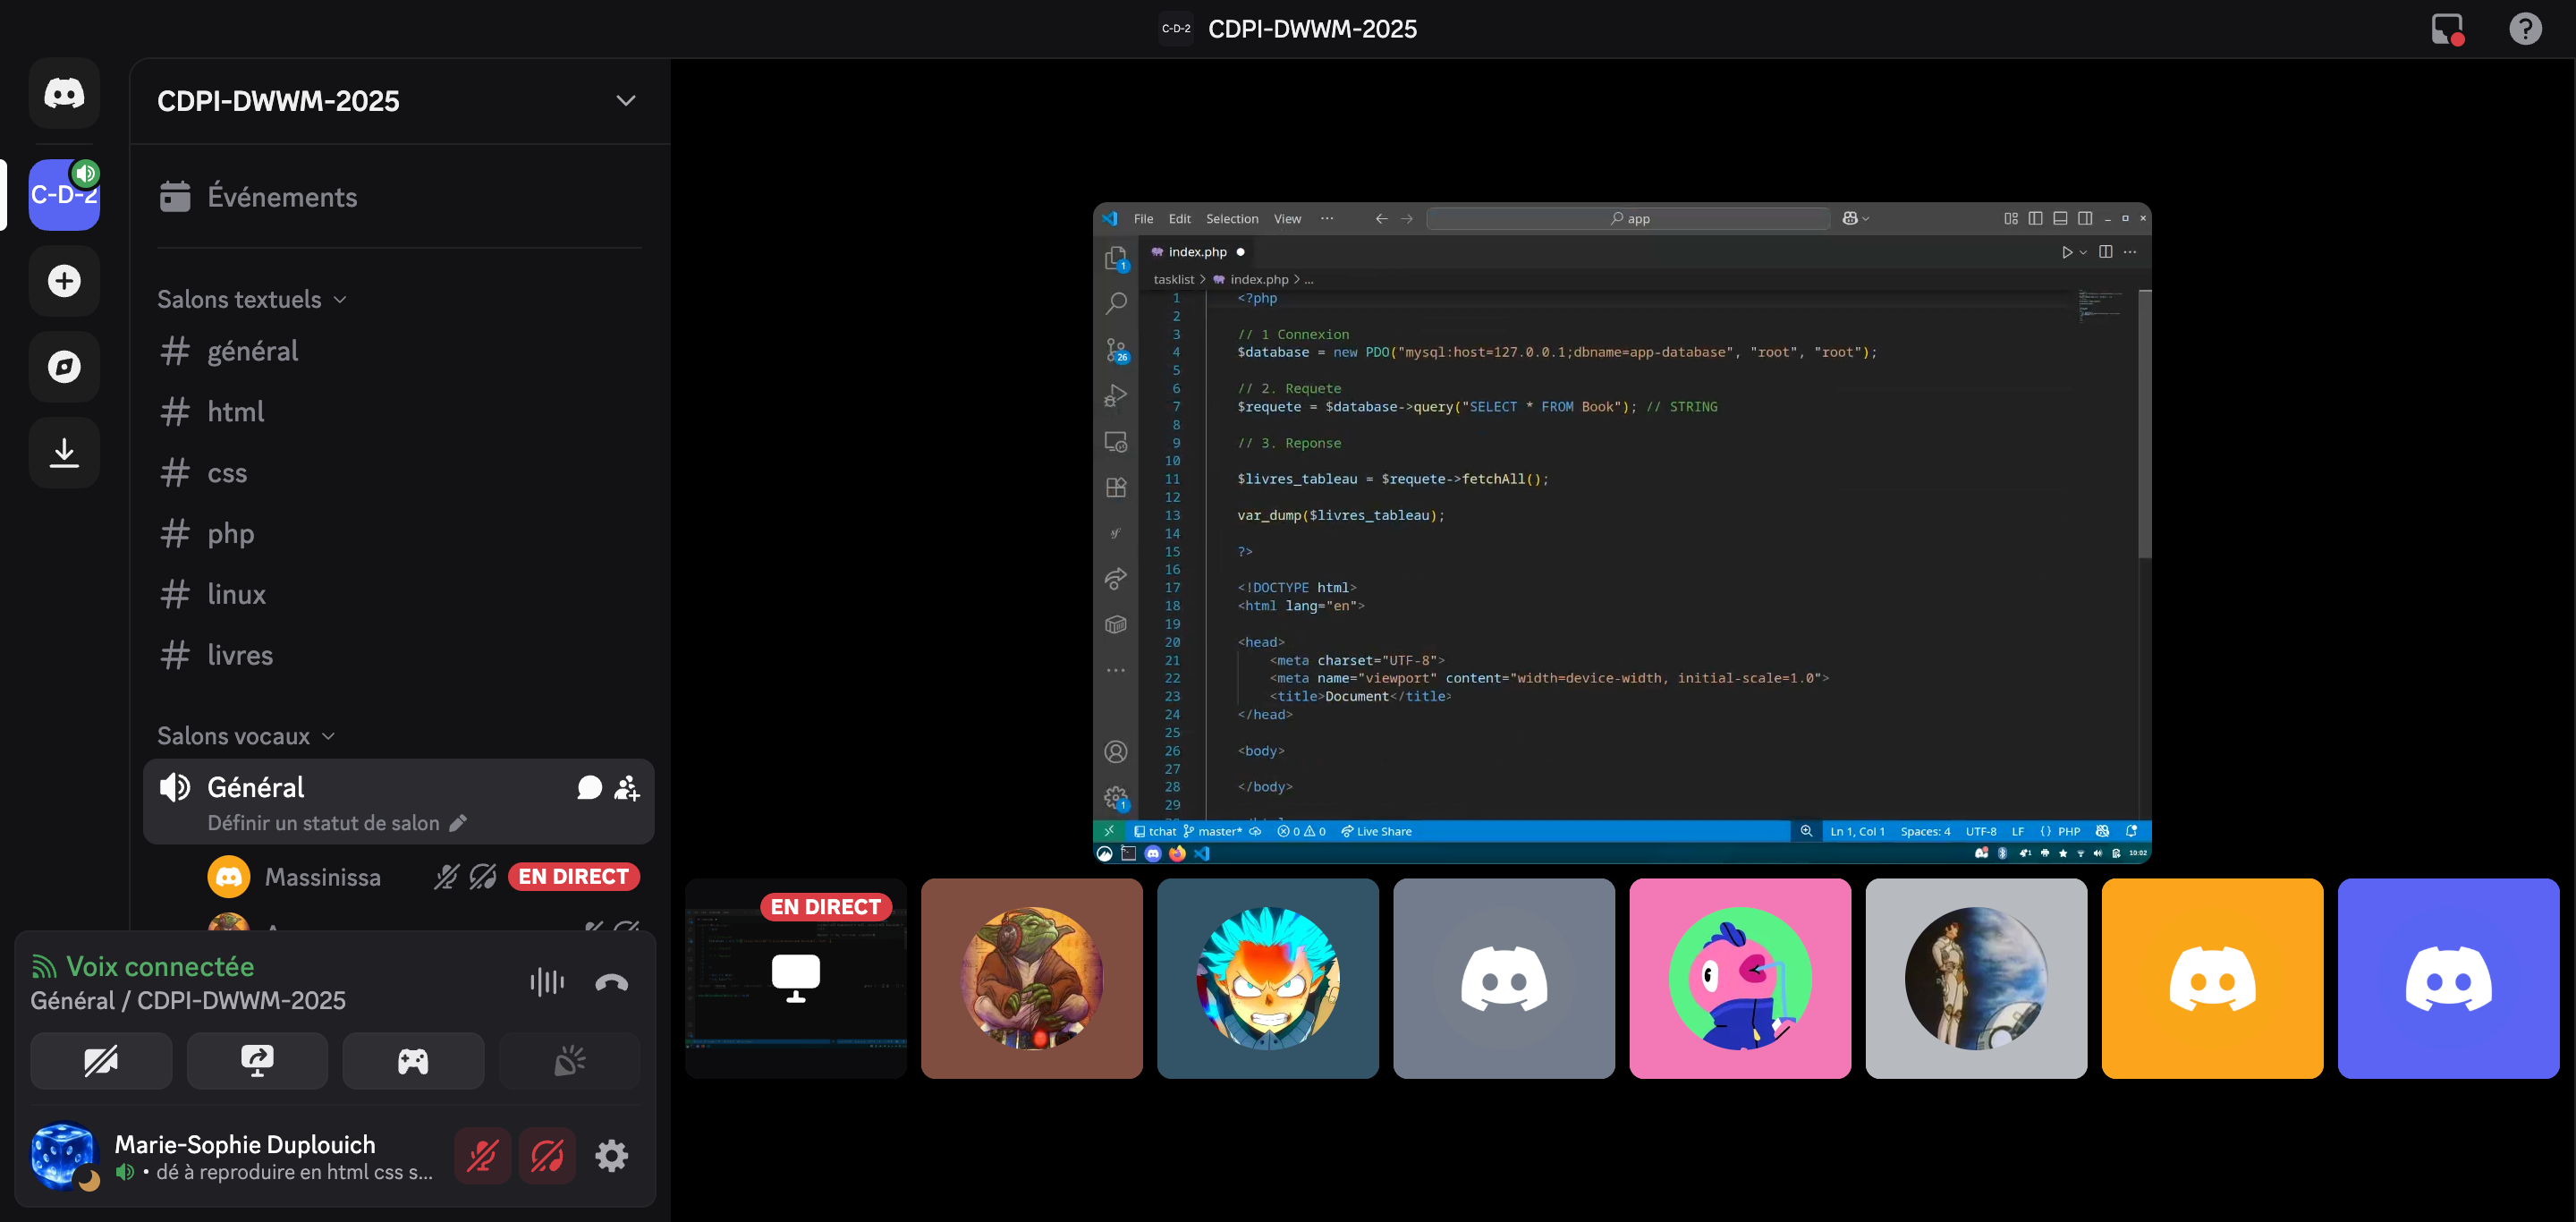 C-D-2 CDPI-DWWM-2025
C-D-2
CDPI-DWWM-2025
Événements
Salons textuels
# général
# html
# css
# php
# linux
# livres
Salons vocaux
Général
Définir un statut de salon
Massinissa EN DIRECT
Voix connectée
Général / CDPI-DWWM-2025
Marie-Sophie Duplouich
• dé à reproduire en html css s...
File Edit Selection View ... app
index.php
tasklist > index.php > ...
1 <?php
2
3 // 1 Connexion
4 $database = new PDO("mysql:host=127.0.0.1;dbname=app-database", "root", "root");
5
6 // 2. Requete
7 $requete = $database->query("SELECT * FROM Book"); // STRING
8
9 // 3. Reponse
10
11 $livres_tableau = $requete->fetchAll();
12
13 var_dump($livres_tableau);
14
15 ?>
16
17 <!DOCTYPE html>
18 <html lang="en">
19
20 <head>
21 <meta charset="UTF-8">
22 <meta name="viewport" content="width=device-width, initial-scale=1.0">
23 <title>Document</title>
24 </head>
25
26 <body>
27
28 </body>
29
1
26
1
tchat master* 0 0 Live Share Ln 1, Col 1 Spaces: 4 UTF-8 LF {} PHP
10:02
EN DIRECT